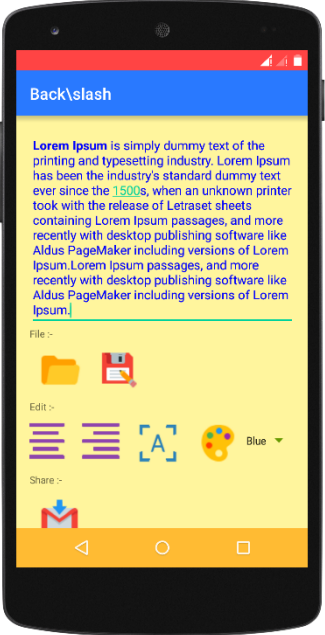 Back\slash
Lorem Ipsum is simply dummy text of the
printing and typesetting industry. Lorem Ipsum
has been the industry's standard dummy text
ever since the 1500s, when an unknown printer
took with the release of Letraset sheets
containing Lorem Ipsum passages, and more
recently with desktop publishing software like
Aldus PageMaker including versions of Lorem
Ipsum.Lorem Ipsum passages, and more
recently with desktop publishing software like
Aldus PageMaker including versions of Lorem
Ipsum.
File :-
Edit :-
A
Blue
Share :-